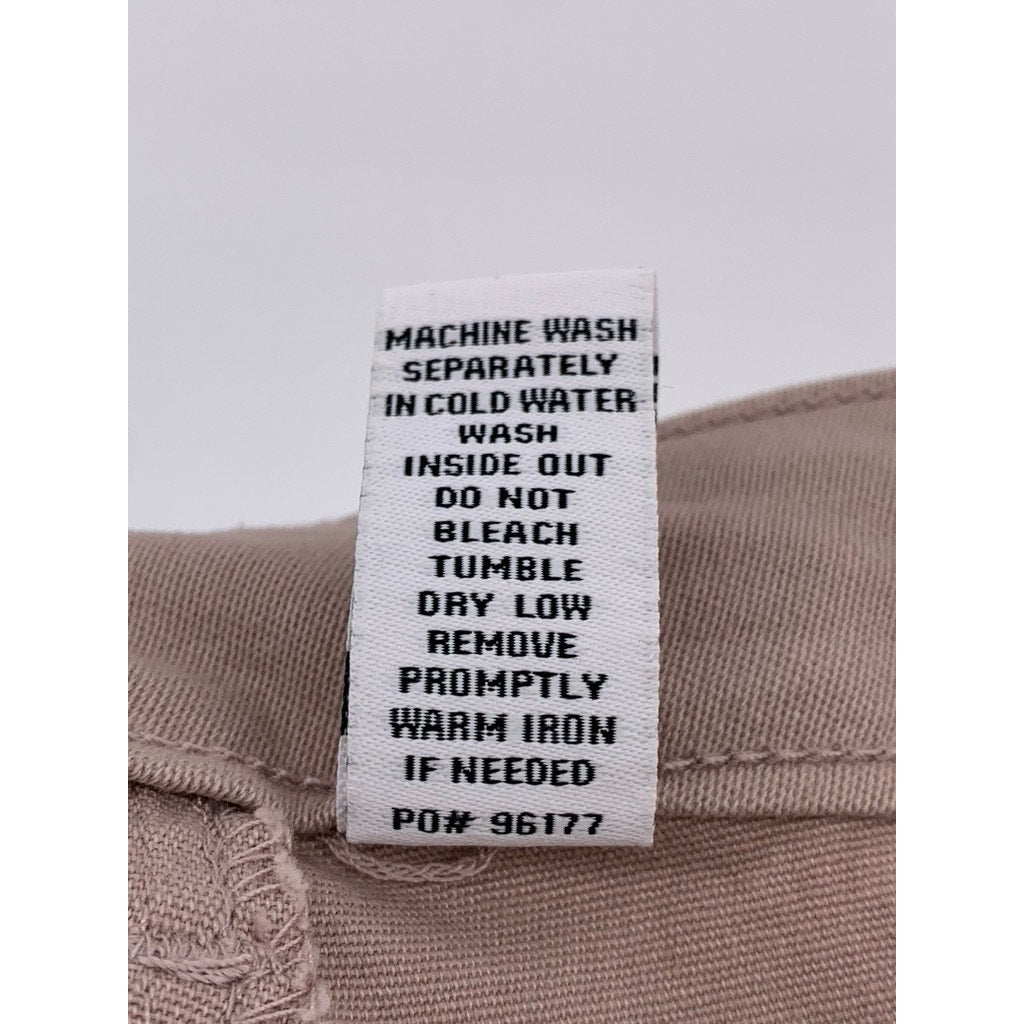 MACHINE WASH
SEPARATELY
IN COLD WATER
WASH
INSIDE OUT
DO NOT
BLEACH
TUMBLE
DRY LOW
REMOVE
PROMPTLY
WARM IRON
IF NEEDED
PO# 96177